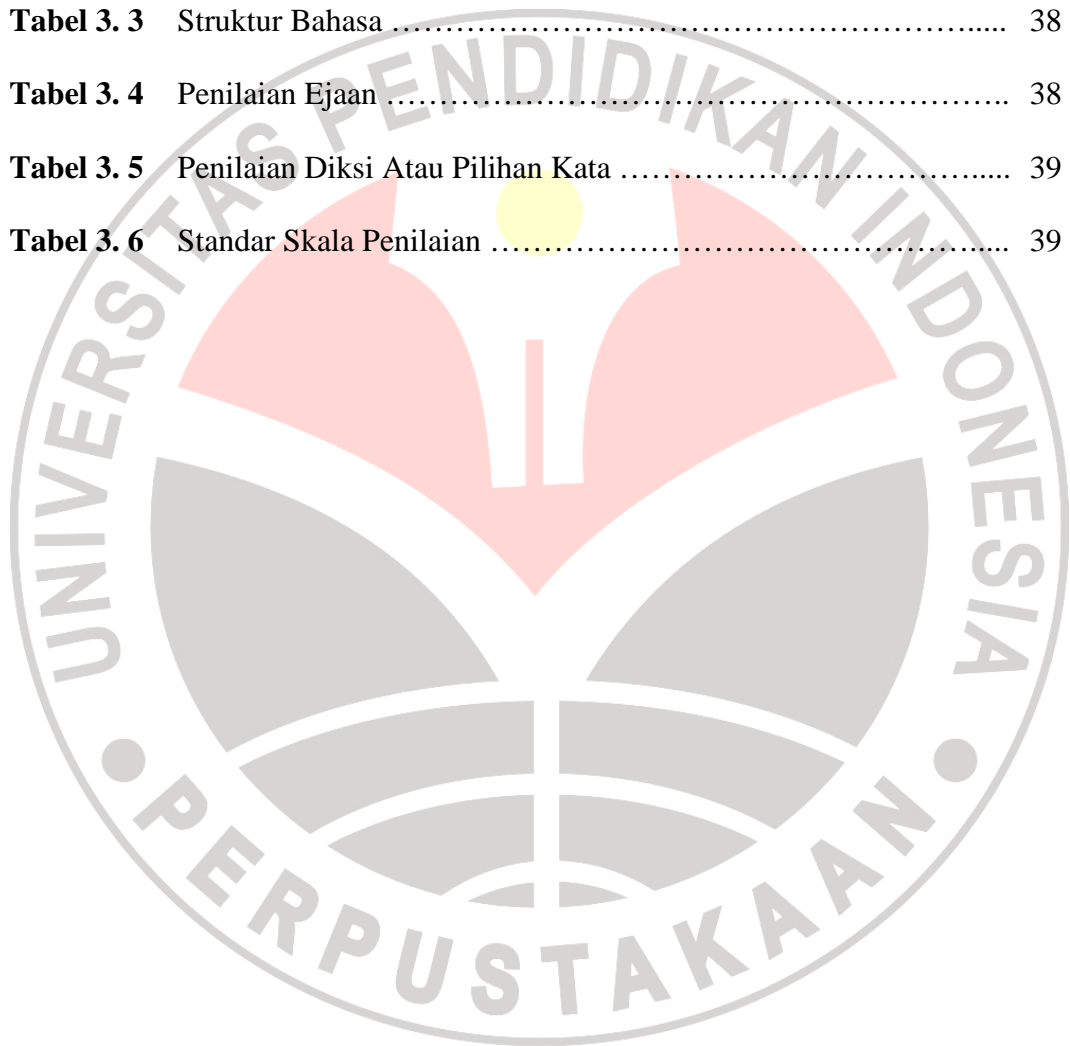 Tabel 3. 3 Struktur Bahasa ……………………………………………….... 38
Tabel 3. 4 Penilaian Ejaan ……………………………………………….. 38
Tabel 3. 5 Penilaian Diksi Atau Pilihan Kata …………………………….... 39
Tabel 3. 6 Standar Skala Penilaian ………………………………………... 39
UNIVERSITAS PENDIDIKAN INDONESIA
PERPUSTAKAAN